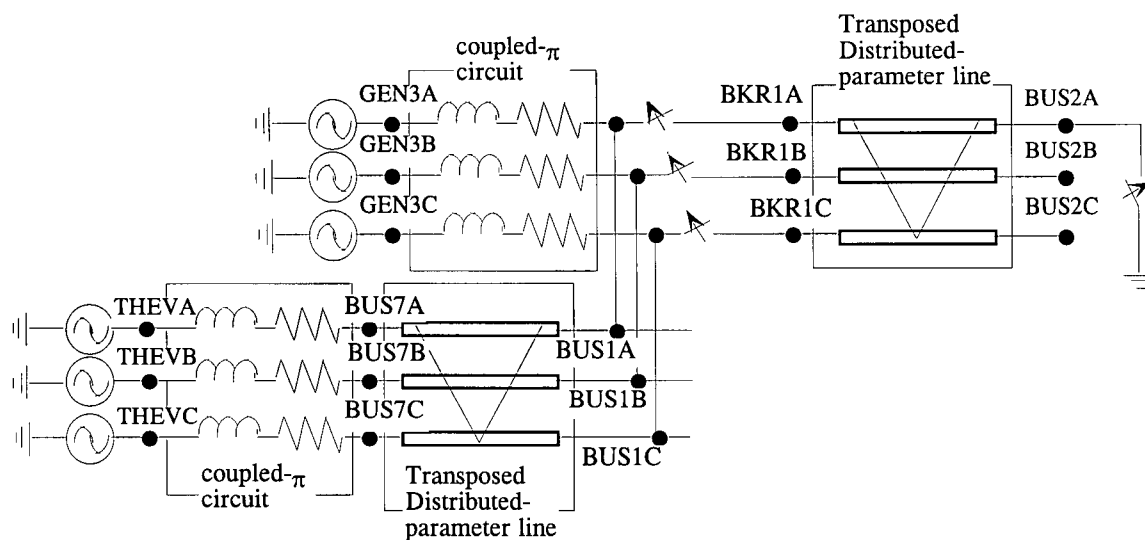 Transposed
Distributed-
parameter line
coupled-π
circuit
GEN3A
BKR1A
BUS2A
GEN3B
BKR1B
BUS2B
GEN3C
BKR1C
BUS2C
THEVA
BUS7A
BUS1A
THEVB
BUS7B
BUS1B
THEVC
BUS7C
BUS1C
coupled-π
circuit
Transposed
Distributed-
parameter line